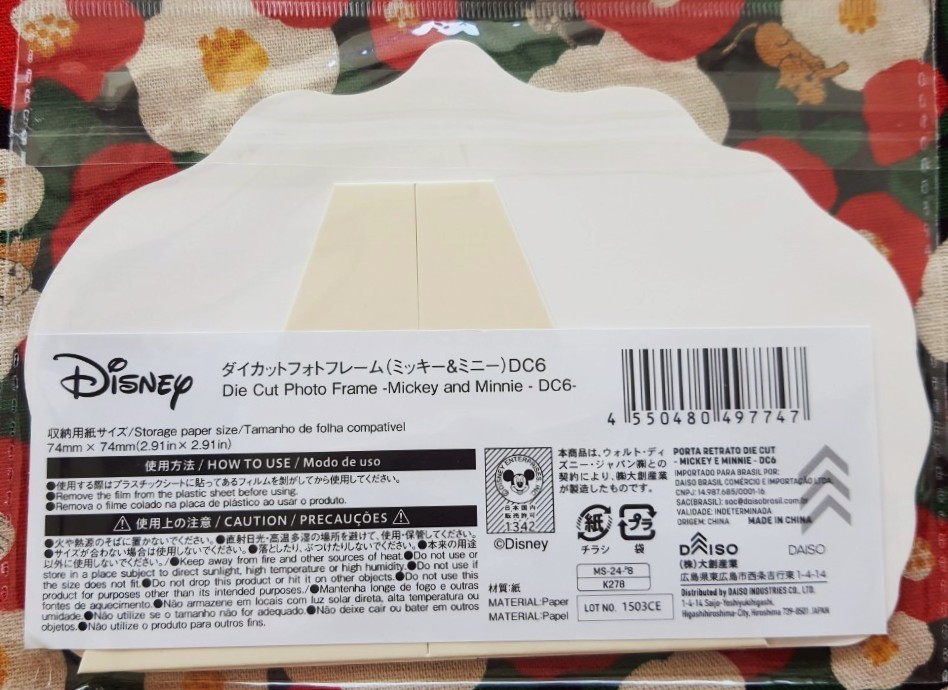 Disney
ダイカットフォトフレーム(ミッキー&ミニー)DC6
Die Cut Photo Frame -Mickey and Minnie - DC6-
4 550480 497747
収納用紙サイズ/Storage paper size/Tamanho de folha compatível
74mm × 74mm(2.91in × 2.91in)
使用方法 / HOW TO USE / Modo de uso
●使用する際はプラスチックシートに貼ってあるフィルムを剝がしてから使用してください。
●Remove the film from the plastic sheet before using.
●Remova o filme colado na placa de plástico ao usar o produto.
使用上の注意 / CAUTION / PRECAUÇÕES
●火や熱源のそばに置かないでください。●直射日光・高温多湿の場所を避けて、使用・保管してください。
●サイズが合わない場合は使用しないでください。●落としたり、ぶつけたりしないでください。●本来の用途
以外に使用しないでください。/●Keep away from fire and other sources of heat.●Do not use or
store in a place subject to direct sunlight, high temperature or high humidity.●Do not use if
the size does not fit.●Do not drop this product or hit it on other objects.●Do not use this
product for purposes other than its intended purposes./●Mantenha longe de fogo e outras
fontes de aquecimento.●Não armazene em locais com luz solar direta, alta temperatura ou
umidade.●Não utilize se o tamanho não for adequado.●Não deixe cair ou bater em outros
objetos.●Não utilize o produto para outros fins.
DISNEY ENTERPRISES, INC.
日本国内
販売許可
1342
©Disney
本商品は、ウォルト・ディ
ズニー・ジャパン㈱との
契約により、㈱大創産業
が製造したものです。
紙
チラシ
プラ
袋
材質:紙
MATERIAL:Paper
MATERIAL:Papel
MS-24-*8
K278
LOT NO. 1503CE
PORTA RETRATO DIE CUT
- MICKEY E MINNIE - DC6
IMPORTADO PARA BRASIL POR:
DAISO BRASIL COMÉRCIO E IMPORTAÇÃO LTDA.
CNPJ: 14.987.685/0001-16
SAC(BRASIL): sac@daisobrasil.com.br
VALIDADE: INDETERMINADA
ORIGEM: CHINA MADE IN CHINA
DAISO DAISO
(株)大創産業
広島県東広島市西条吉行東1-4-14
Distributed by DAISO INDUSTRIES CO., LTD.
1-4-14 Saijo-Yoshiyukihigashi,
Higashihiroshima-City, Hiroshima 739-8501 JAPAN